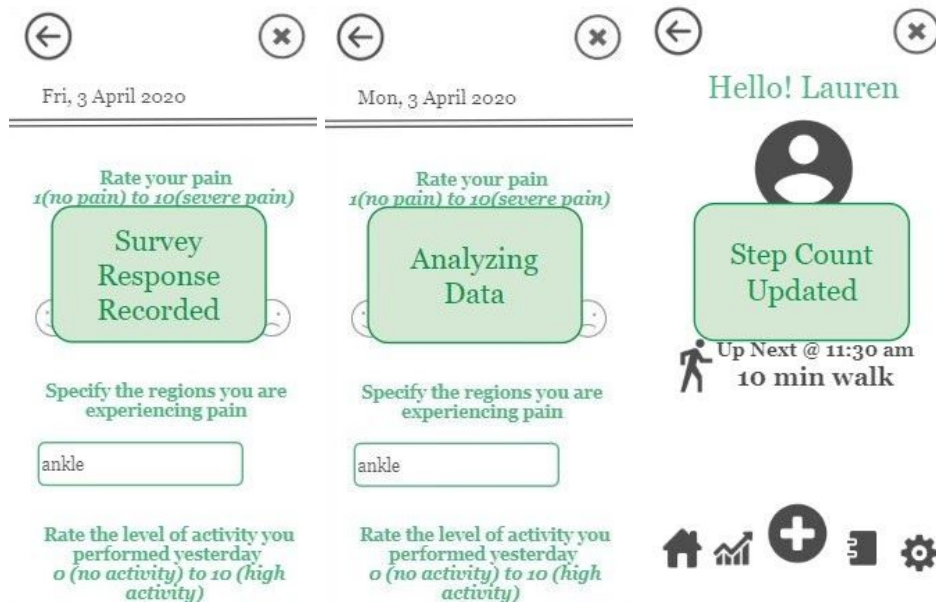 Fri, 3 April 2020
Rate your pain
1(no pain) to 10(severe pain)
Survey
Response
Recorded
Specify the regions you are
experiencing pain
ankle
Rate the level of activity you
performed yesterday
0 (no activity) to 10 (high
activity)
Mon, 3 April 2020
Rate your pain
1(no pain) to 10(severe pain)
Analyzing
Data
Specify the regions you are
experiencing pain
ankle
Rate the level of activity you
performed yesterday
0 (no activity) to 10 (high
activity)
Hello! Lauren
Step Count
Updated
Up Next @ 11:30 am
10 min walk